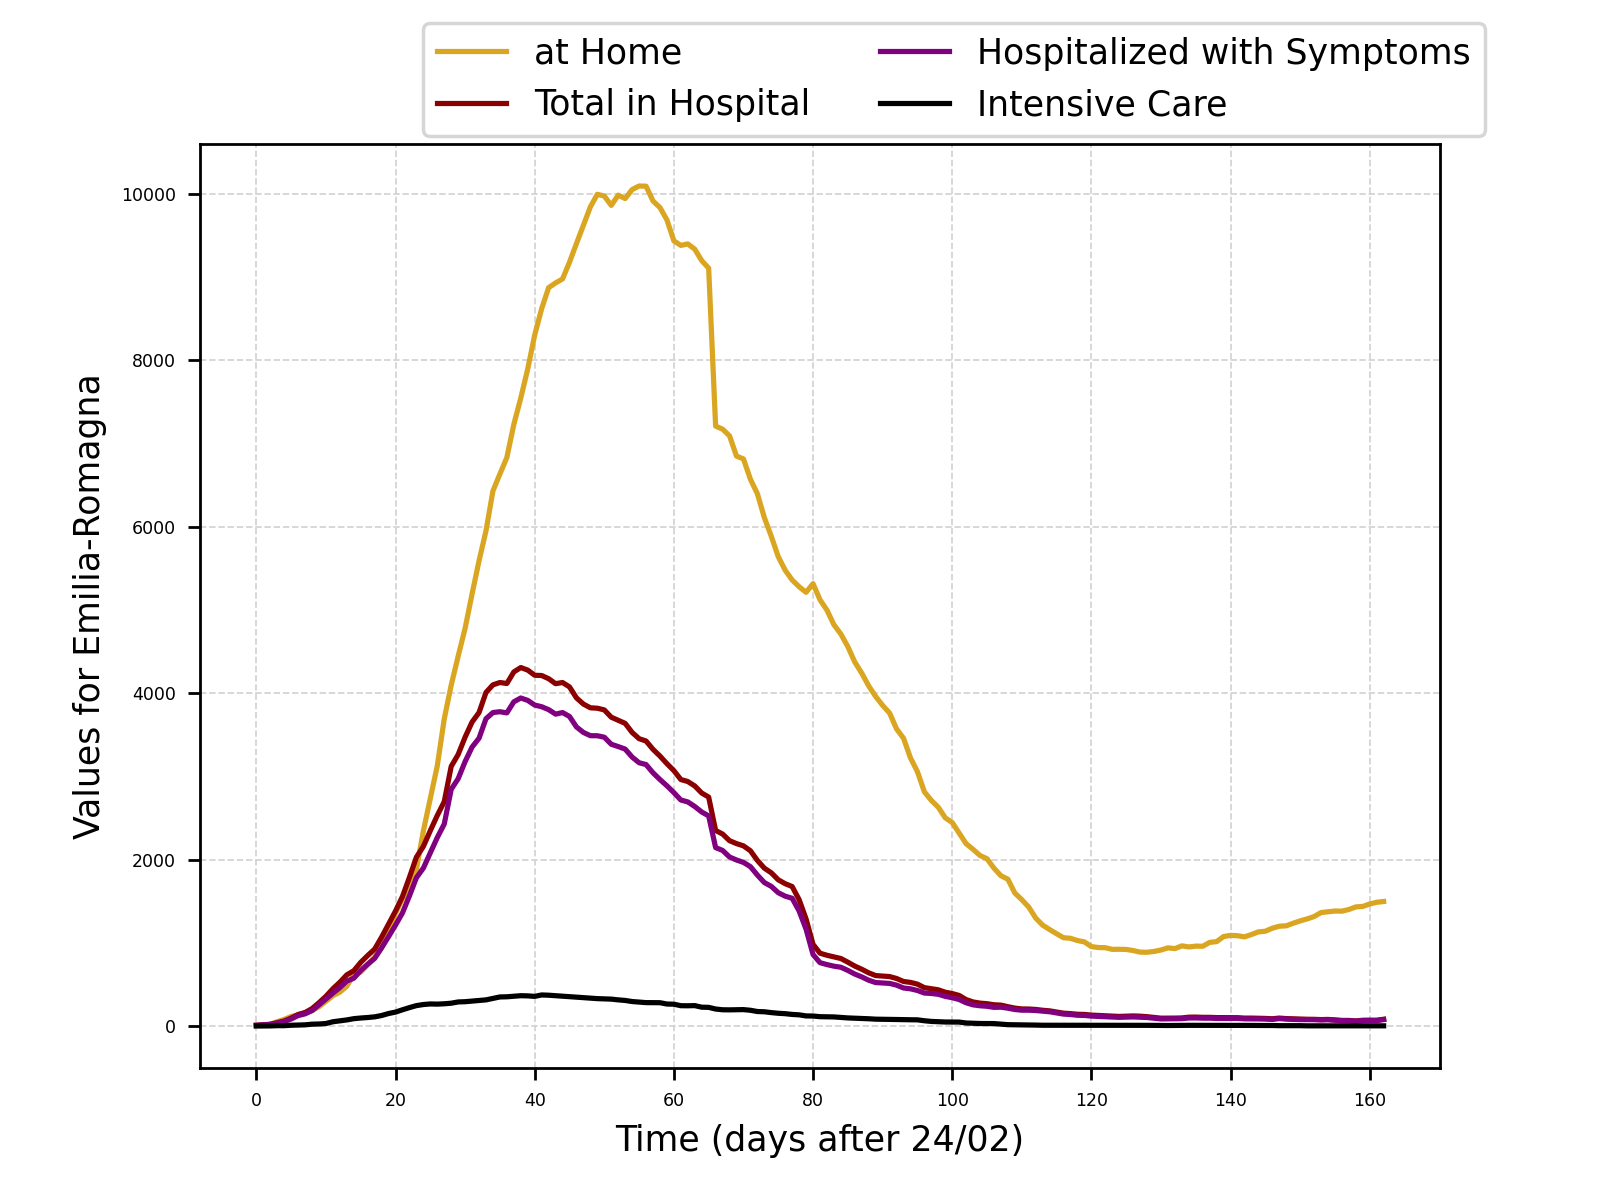 at Home
Total in Hospital
Hospitalized with Symptoms
Intensive Care
Values for Emilia-Romagna
10000
8000
6000
4000
2000
0
0 20 40 60 80 100 120 140 160
Time (days after 24/02)